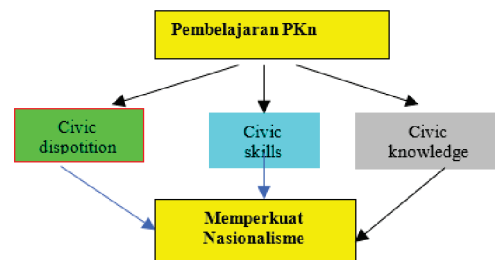 Pembelajaran PKn
Civic
dispotition
Civic
skills
Civic
knowledge
Memperkuat
Nasionalisme